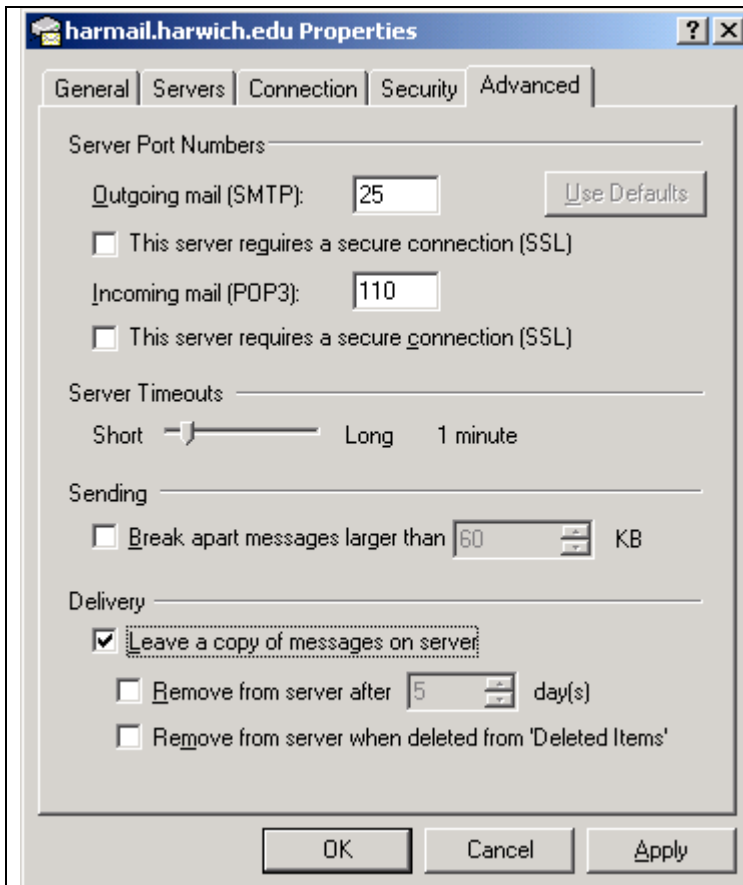 harmail.harwich.edu Properties
General Servers Connection Security Advanced
Server Port Numbers
Outgoing mail (SMTP): 25 Use Defaults
This server requires a secure connection (SSL)
Incoming mail (POP3): 110
This server requires a secure connection (SSL)
Server Timeouts
Short Long 1 minute
Sending
Break apart messages larger than 60 KB
Delivery
Leave a copy of messages on server
Remove from server after 5 day(s)
Remove from server when deleted from 'Deleted Items'
OK Cancel Apply